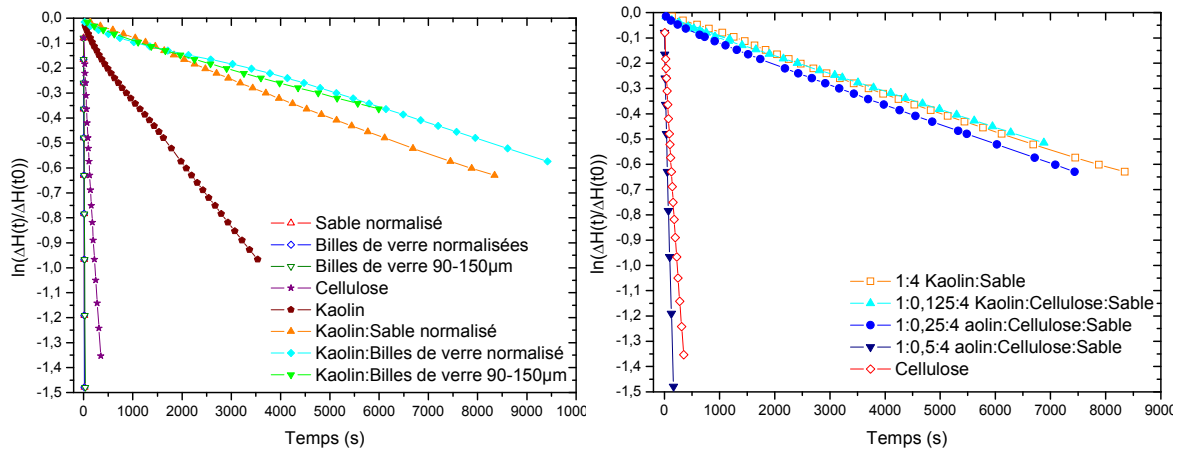 0,0
-0,1
-0,2
-0,3
-0,4
-0,5
-0,6
-0,7
-0,8
-0,9
-1,0
-1,1
-1,2
-1,3
-1,4
-1,5
ln(ΔH(t)/ΔH(t0))
Sable normalisé
Billes de verre normalisées
Billes de verre 90-150µm
Cellulose
Kaolin
Kaolin:Sable normalisé
Kaolin:Billes de verre normalisé
Kaolin:Billes de verre 90-150µm
0 1000 2000 3000 4000 5000 6000 7000 8000 9000 1000
Temps (s)
0,0
-0,1
-0,2
-0,3
-0,4
-0,5
-0,6
-0,7
-0,8
-0,9
-1,0
-1,1
-1,2
-1,3
-1,4
-1,5
ln(ΔH(t)/ΔH(t0))
1:4 Kaolin:Sable
1:0,125:4 Kaolin:Cellulose:Sable
1:0,25:4 aolin:Cellulose:Sable
1:0,5:4 aolin:Cellulose:Sable
Cellulose
0 1000 2000 3000 4000 5000 6000 7000 8000 9000
Temps (s)